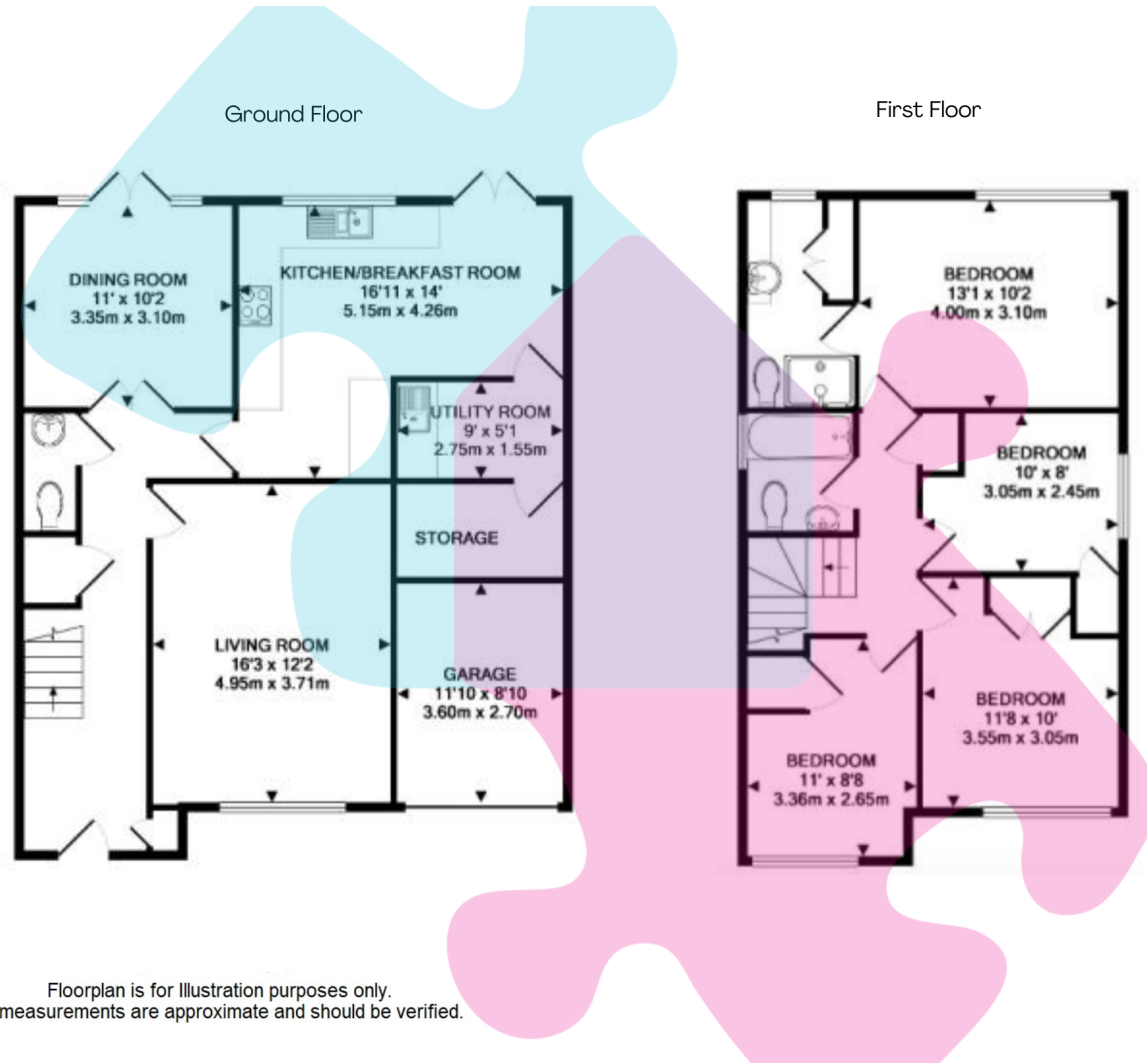 Ground Floor
First Floor
DINING ROOM
11' x 10'2
3.35m x 3.10m
KITCHEN/BREAKFAST ROOM
16'11 x 14'
5.15m x 4.26m
UTILITY ROOM
9' x 5'1
2.75m x 1.55m
STORAGE
LIVING ROOM
16'3 x 12'2
4.95m x 3.71m
GARAGE
11'10 x 8'10
3.60m x 2.70m
BEDROOM
13'1 x 10'2
4.00m x 3.10m
BEDROOM
10' x 8'
3.05m x 2.45m
BEDROOM
11'8 x 10'
3.55m x 3.05m
BEDROOM
11' x 8'8
3.36m x 2.65m
Floorplan is for Illustration purposes only.
measurements are approximate and should be verified.